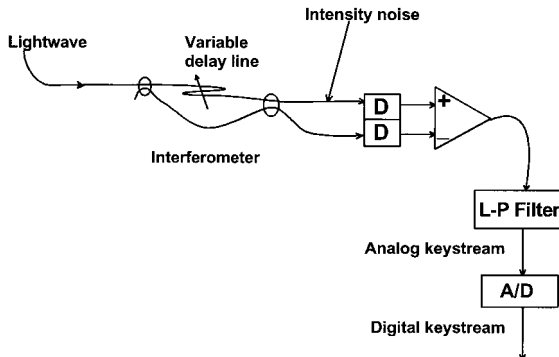 Intensity noise
Lightwave
Variable
delay line
D
+
D
−
Interferometer
L-P Filter
Analog keystream
A/D
Digital keystream